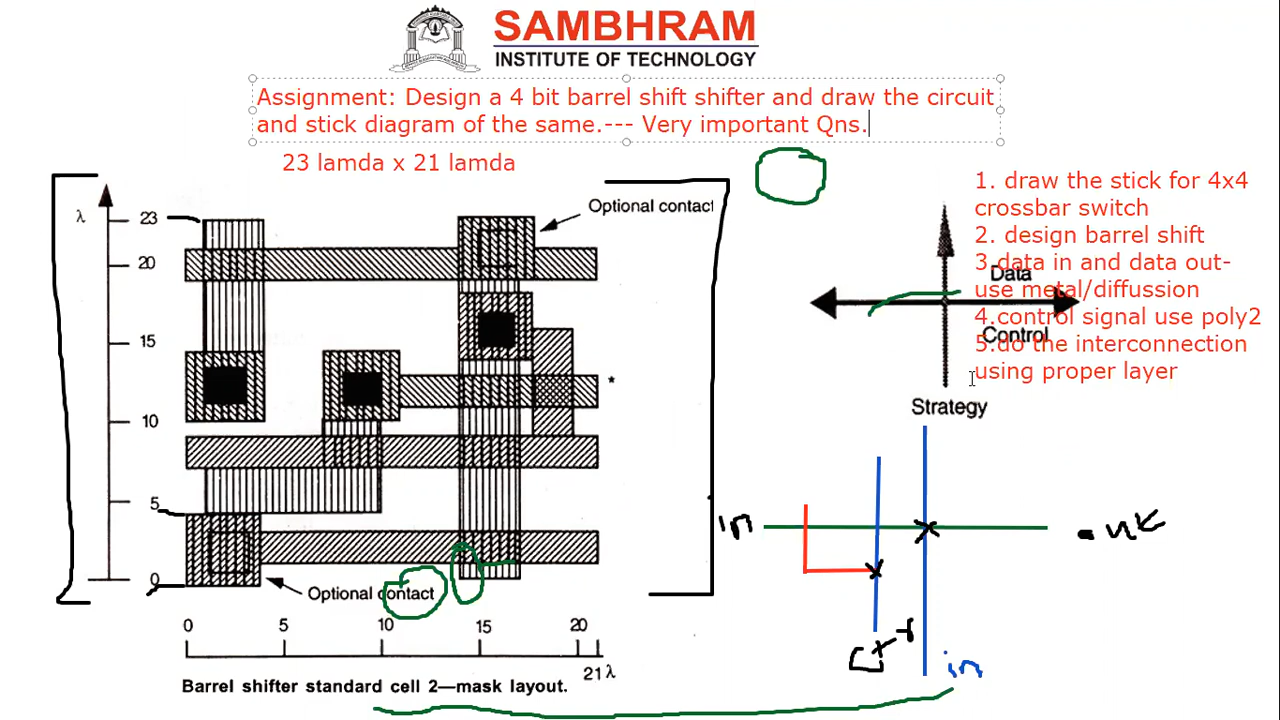 SAMBHRAM
INSTITUTE OF TECHNOLOGY
Assignment: Design a 4 bit barrel shift shifter and draw the circuit
and stick diagram of the same.--- Very important Qns.
23 lamda x 21 lamda
1. draw the stick for 4x4
crossbar switch
2. design barrel shift
3.data in and data out-
use metal/diffussion
4.control signal use poly2
5.do the interconnection
using proper layer
Data
Control
Strategy
λ
23
20
15
10
5
0
Optional contact
*
Optional contact
0 5 10 15 20
21λ
Barrel shifter standard cell 2—mask layout.
in
in